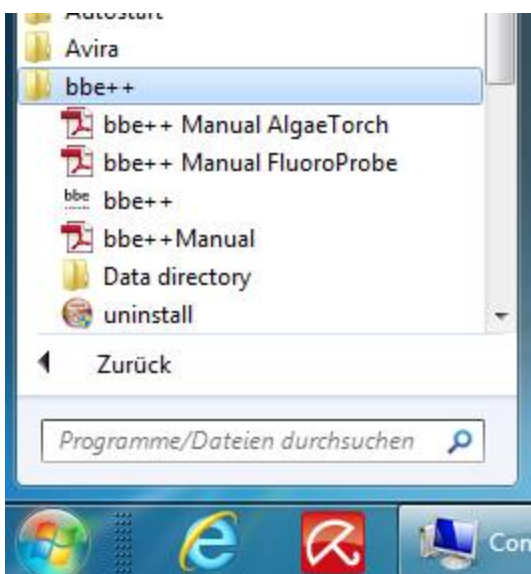 Autostart
Avira
bbe++
bbe++ Manual AlgaeTorch
bbe++ Manual FluoroProbe
bbe bbe++
bbe++Manual
Data directory
uninstall
Zurück
Programme/Dateien durchsuchen
Con